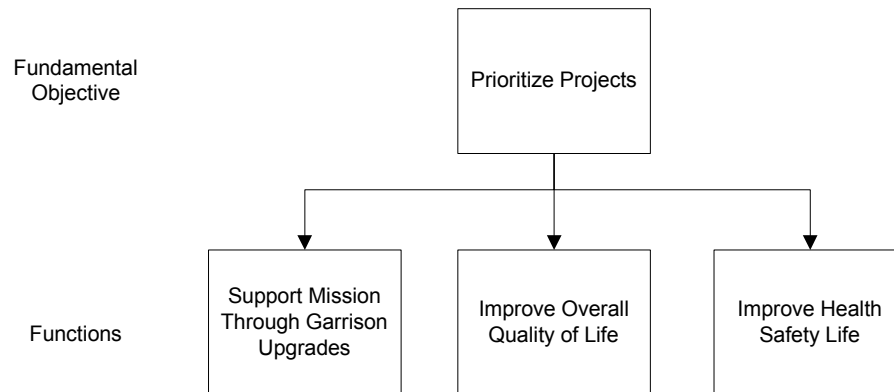 Fundamental
Objective
Prioritize Projects
Functions
Support Mission
Through Garrison
Upgrades
Improve Overall
Quality of Life
Improve Health
Safety Life